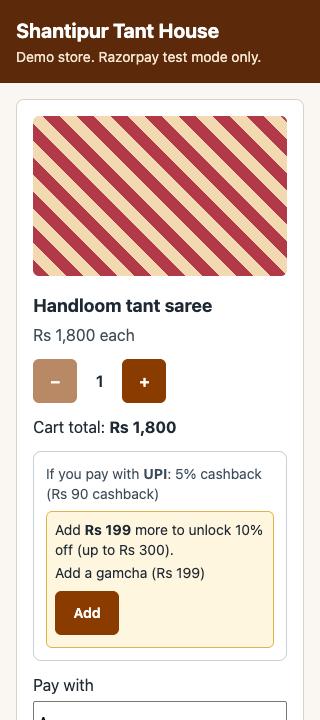 Shantipur Tant House
Demo store. Razorpay test mode only.
Handloom tant saree
Rs 1,800 each
− 1 +
Cart total: Rs 1,800
If you pay with UPI: 5% cashback
(Rs 90 cashback)
Add Rs 199 more to unlock 10%
off (up to Rs 300).
Add a gamcha (Rs 199)
Add
Pay with